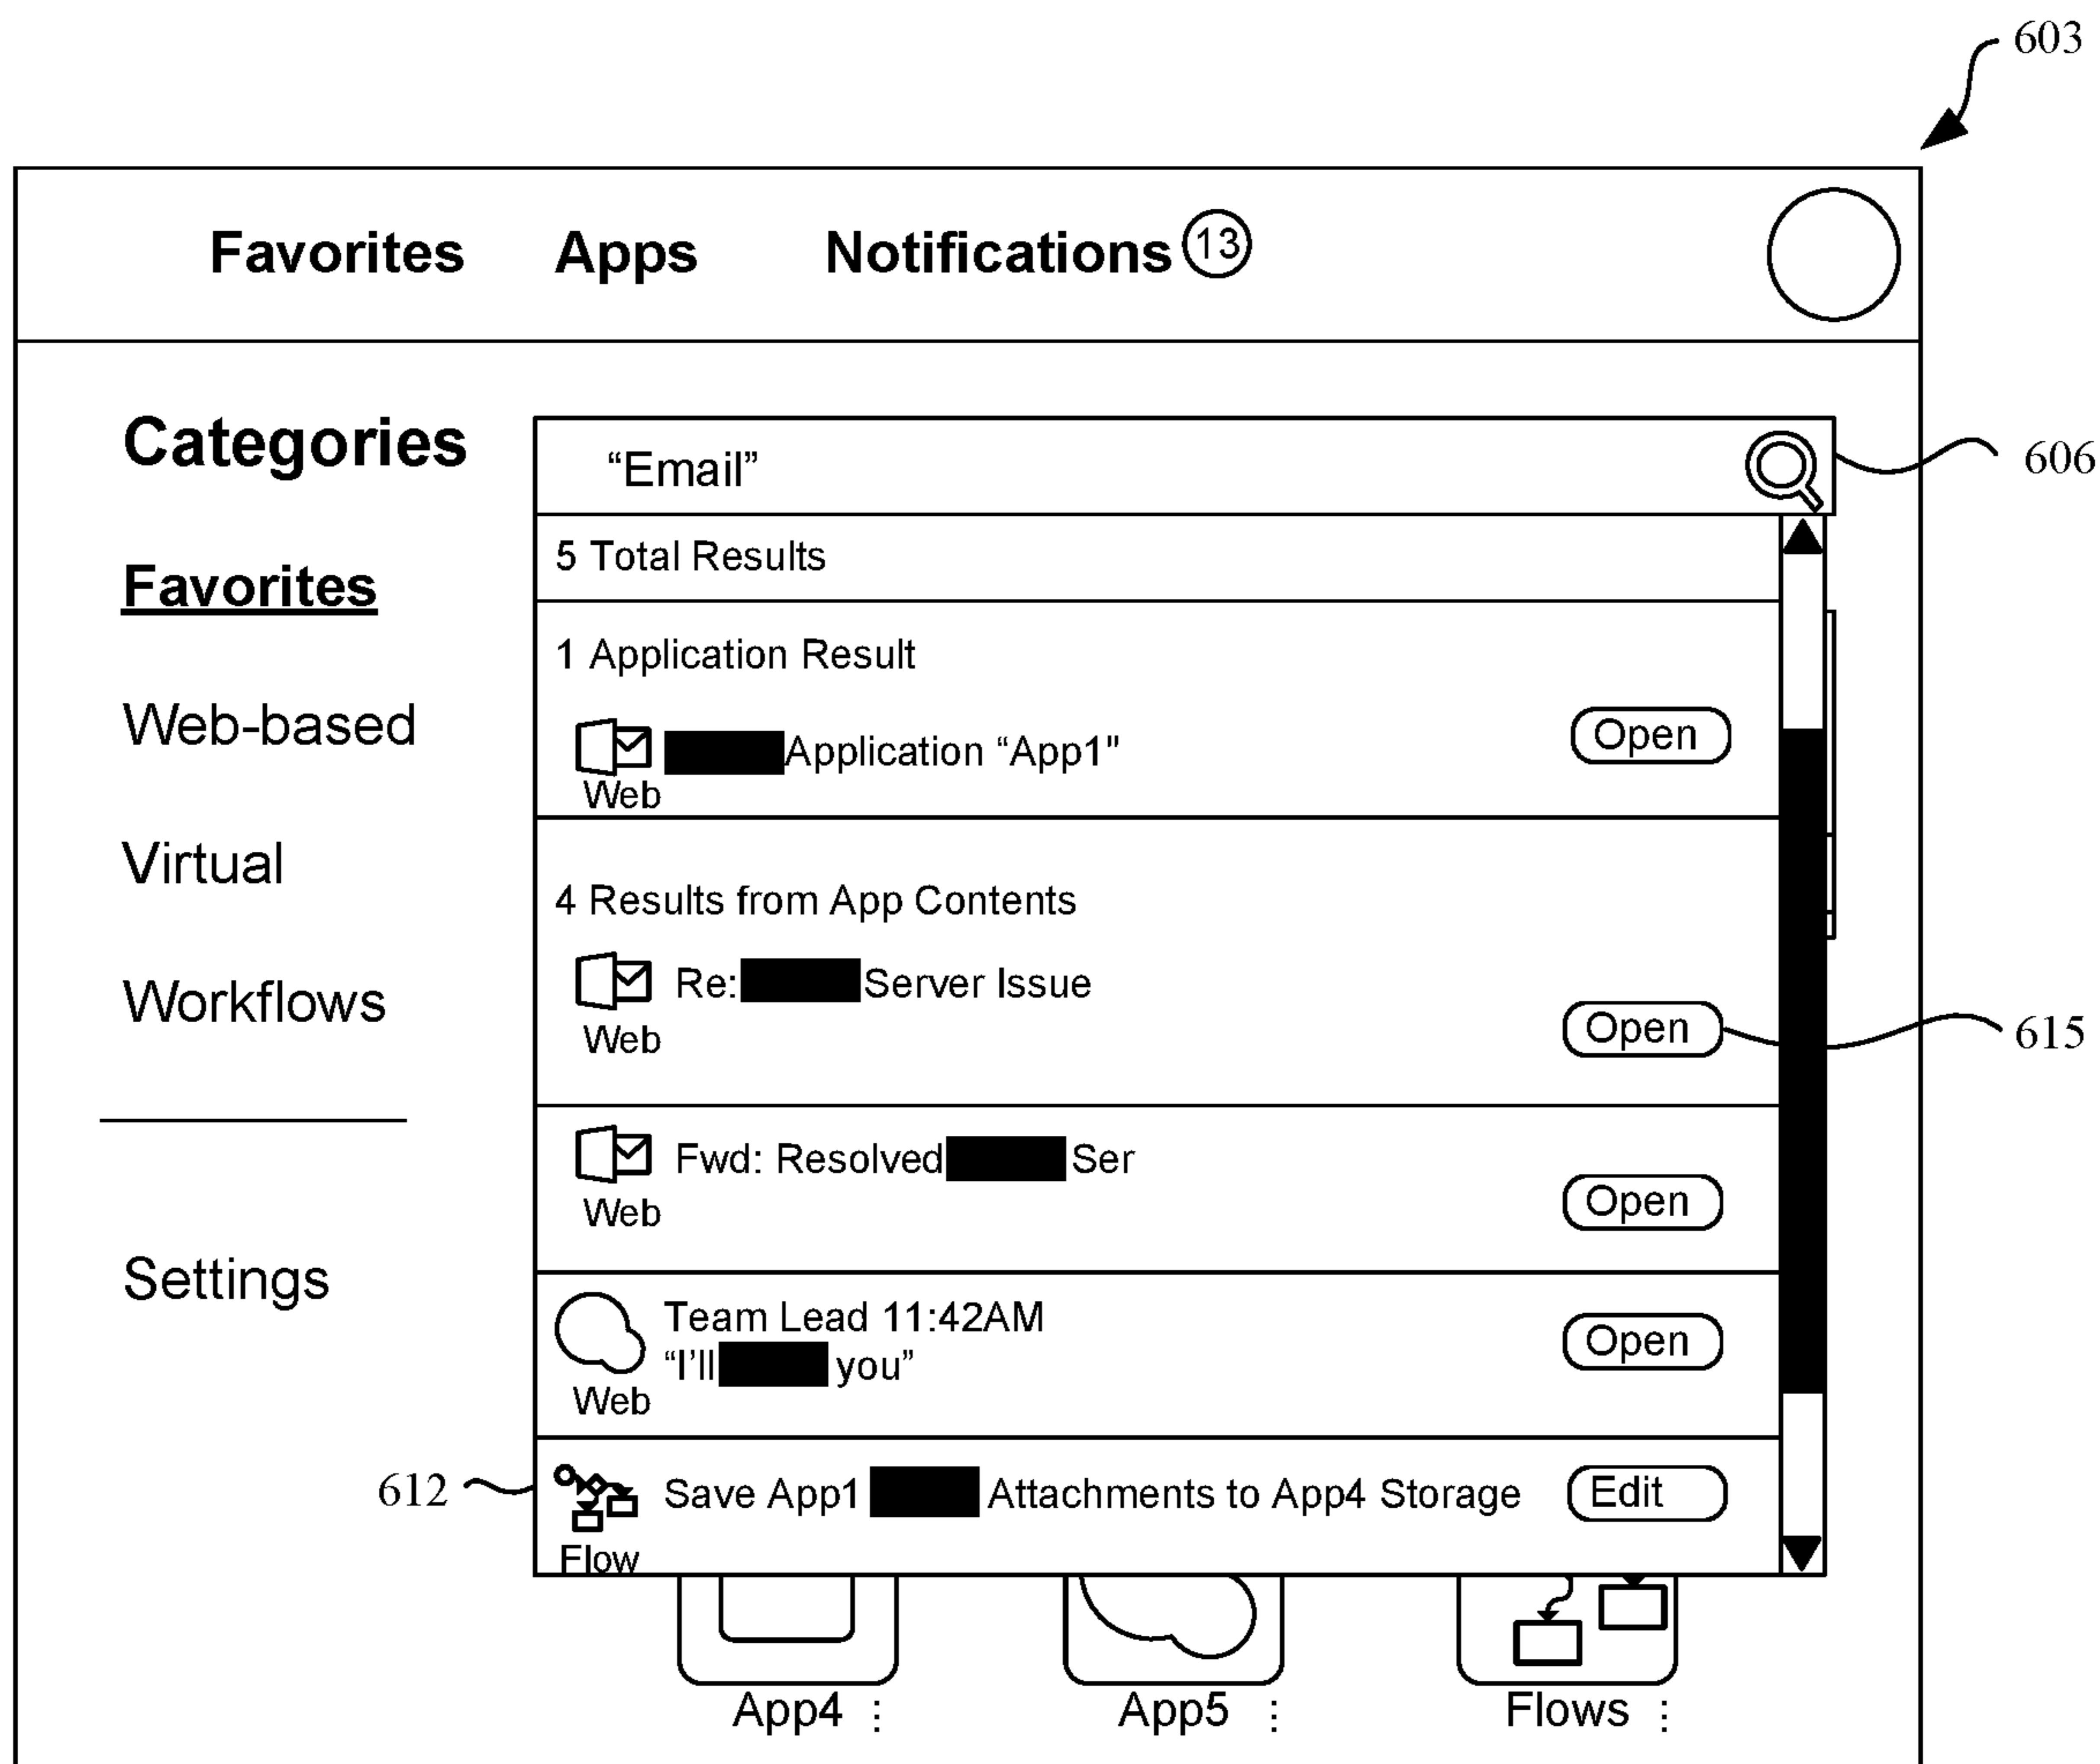 603
Favorites Apps Notifications 13
Categories
“Email”
606
5 Total Results
Favorites
1 Application Result
Web-based
Application “App1"
Open
Web
Virtual
4 Results from App Contents
Re: Server Issue
Workflows
Open
615
Web
Fwd: Resolved Ser
Open
Web
Settings
Team Lead 11:42AM
“I’ll you”
Open
Web
612
Save App1 Attachments to App4 Storage
Edit
Flow
App4 ⋮ App5 ⋮ Flows ⋮